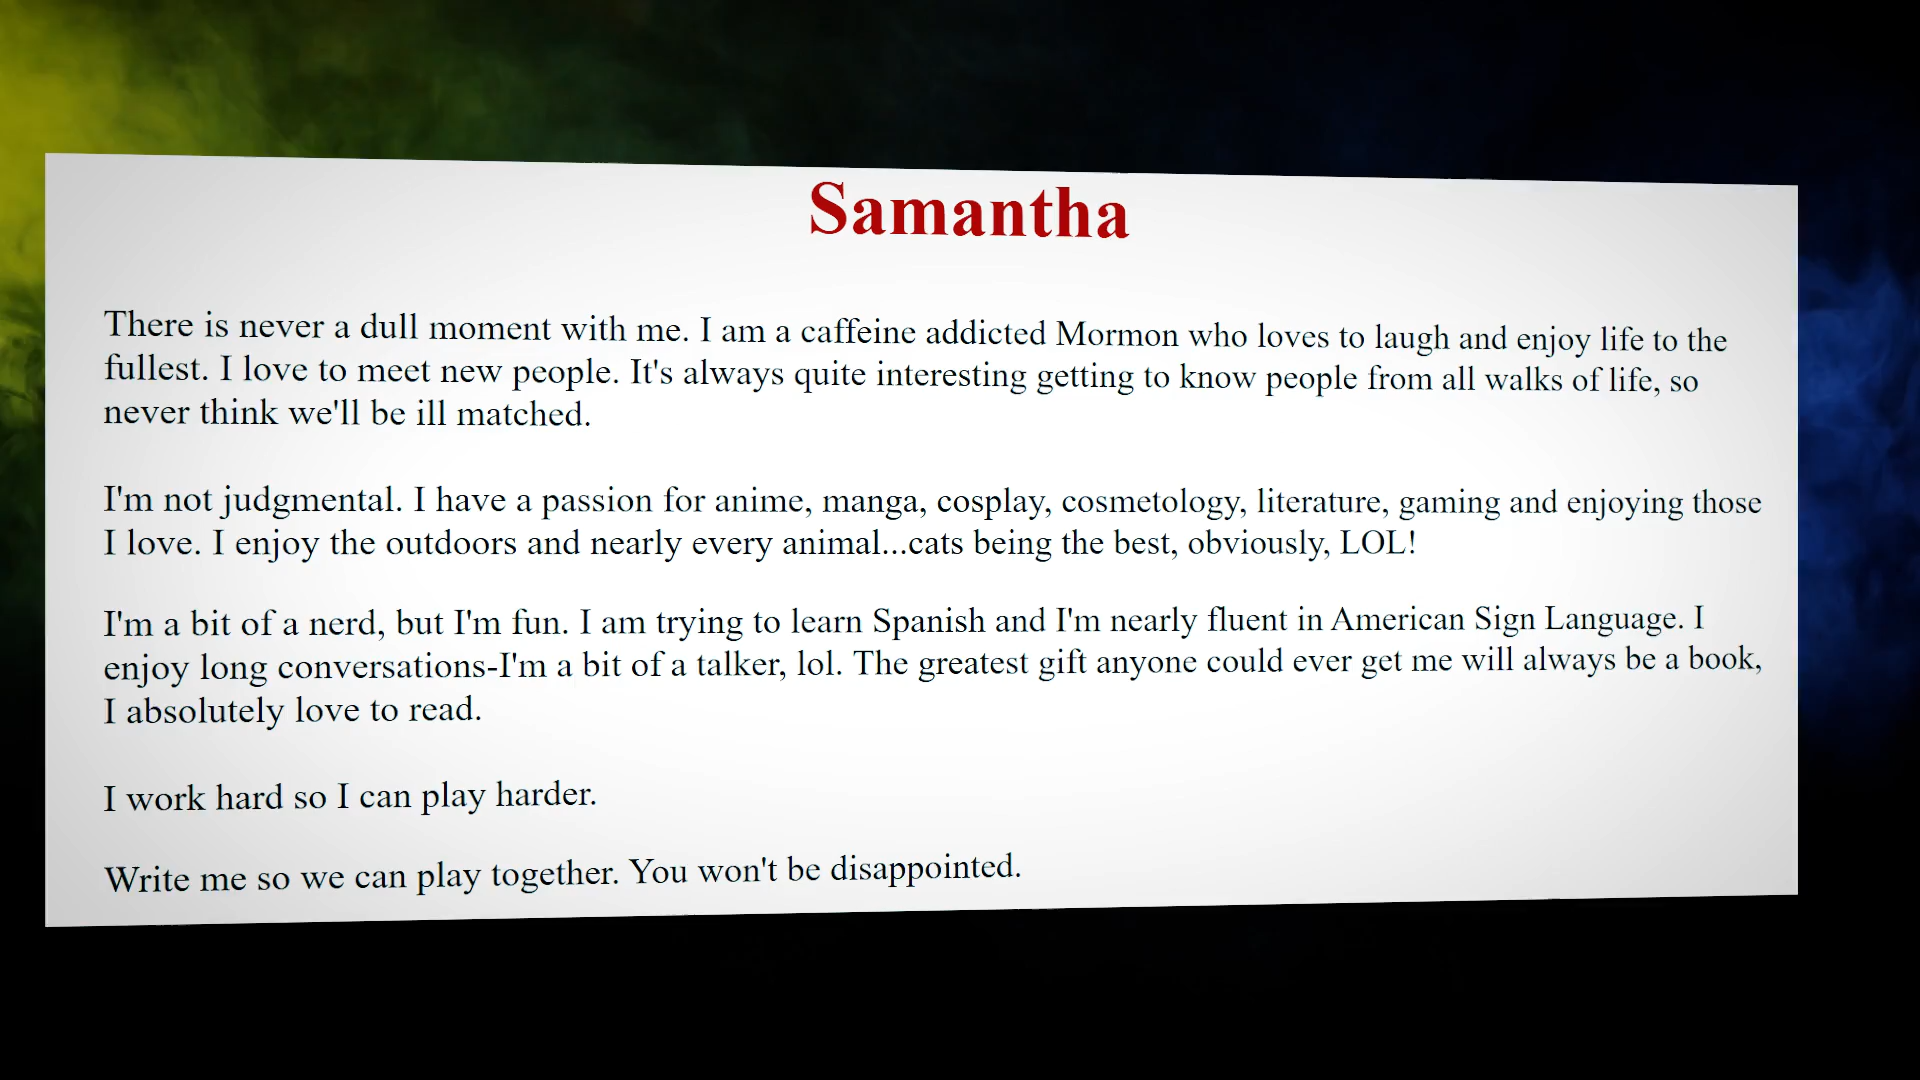 Samantha
There is never a dull moment with me. I am a caffeine addicted Mormon who loves to laugh and enjoy life to the
fullest. I love to meet new people. It's always quite interesting getting to know people from all walks of life, so
never think we'll be ill matched.
I'm not judgmental. I have a passion for anime, manga, cosplay, cosmetology, literature, gaming and enjoying those
I love. I enjoy the outdoors and nearly every animal...cats being the best, obviously, LOL!
I'm a bit of a nerd, but I'm fun. I am trying to learn Spanish and I'm nearly fluent in American Sign Language. I
enjoy long conversations-I'm a bit of a talker, lol. The greatest gift anyone could ever get me will always be a book,
I absolutely love to read.
I work hard so I can play harder.
Write me so we can play together. You won't be disappointed.